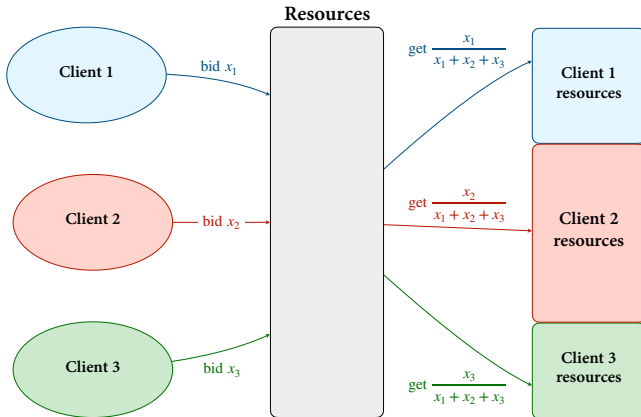 Resources
Client 1
bid x₁
get x₁ / x₁ + x₂ + x₃
Client 1
resources
Client 2
bid x₂
get x₂ / x₁ + x₂ + x₃
Client 2
resources
Client 3
bid x₃
get x₃ / x₁ + x₂ + x₃
Client 3
resources